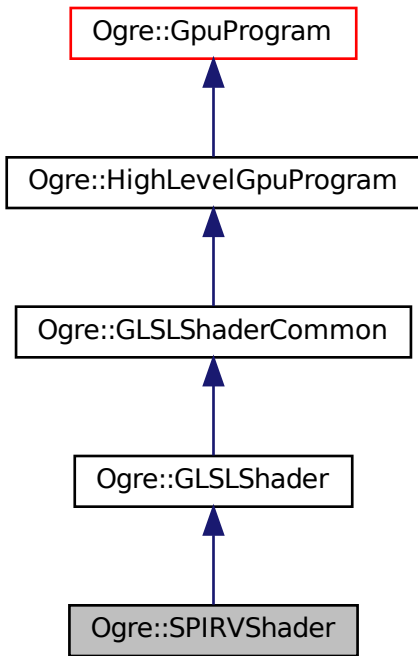 Ogre::GpuProgram
Ogre::HighLevelGpuProgram
Ogre::GLSLShaderCommon
Ogre::GLSLShader
Ogre::SPIRVShader